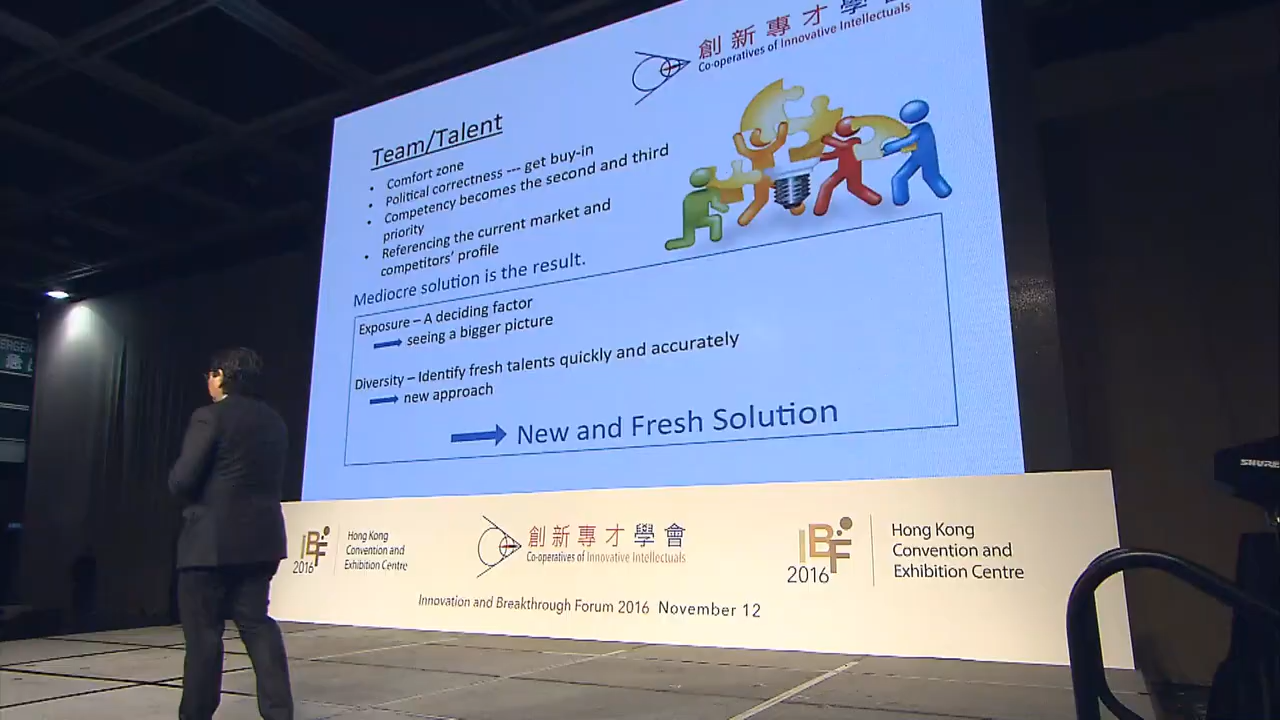 創新專才學會
Co-operatives of Innovative Intellectuals
Team/Talent
• Comfort zone
• Political correctness --- get buy-in
• Competency becomes the second and third
priority
• Referencing the current market and
competitors' profile
Mediocre solution is the result.
Exposure – A deciding factor
seeing a bigger picture
Diversity – Identify fresh talents quickly and accurately
new approach
New and Fresh Solution
IBF
2016
Hong Kong
Convention and
Exhibition Centre
創新專才學會
Co-operatives of Innovative Intellectuals
IBF
2016
Hong Kong
Convention and
Exhibition Centre
Innovation and Breakthrough Forum 2016 November 12
SHURE